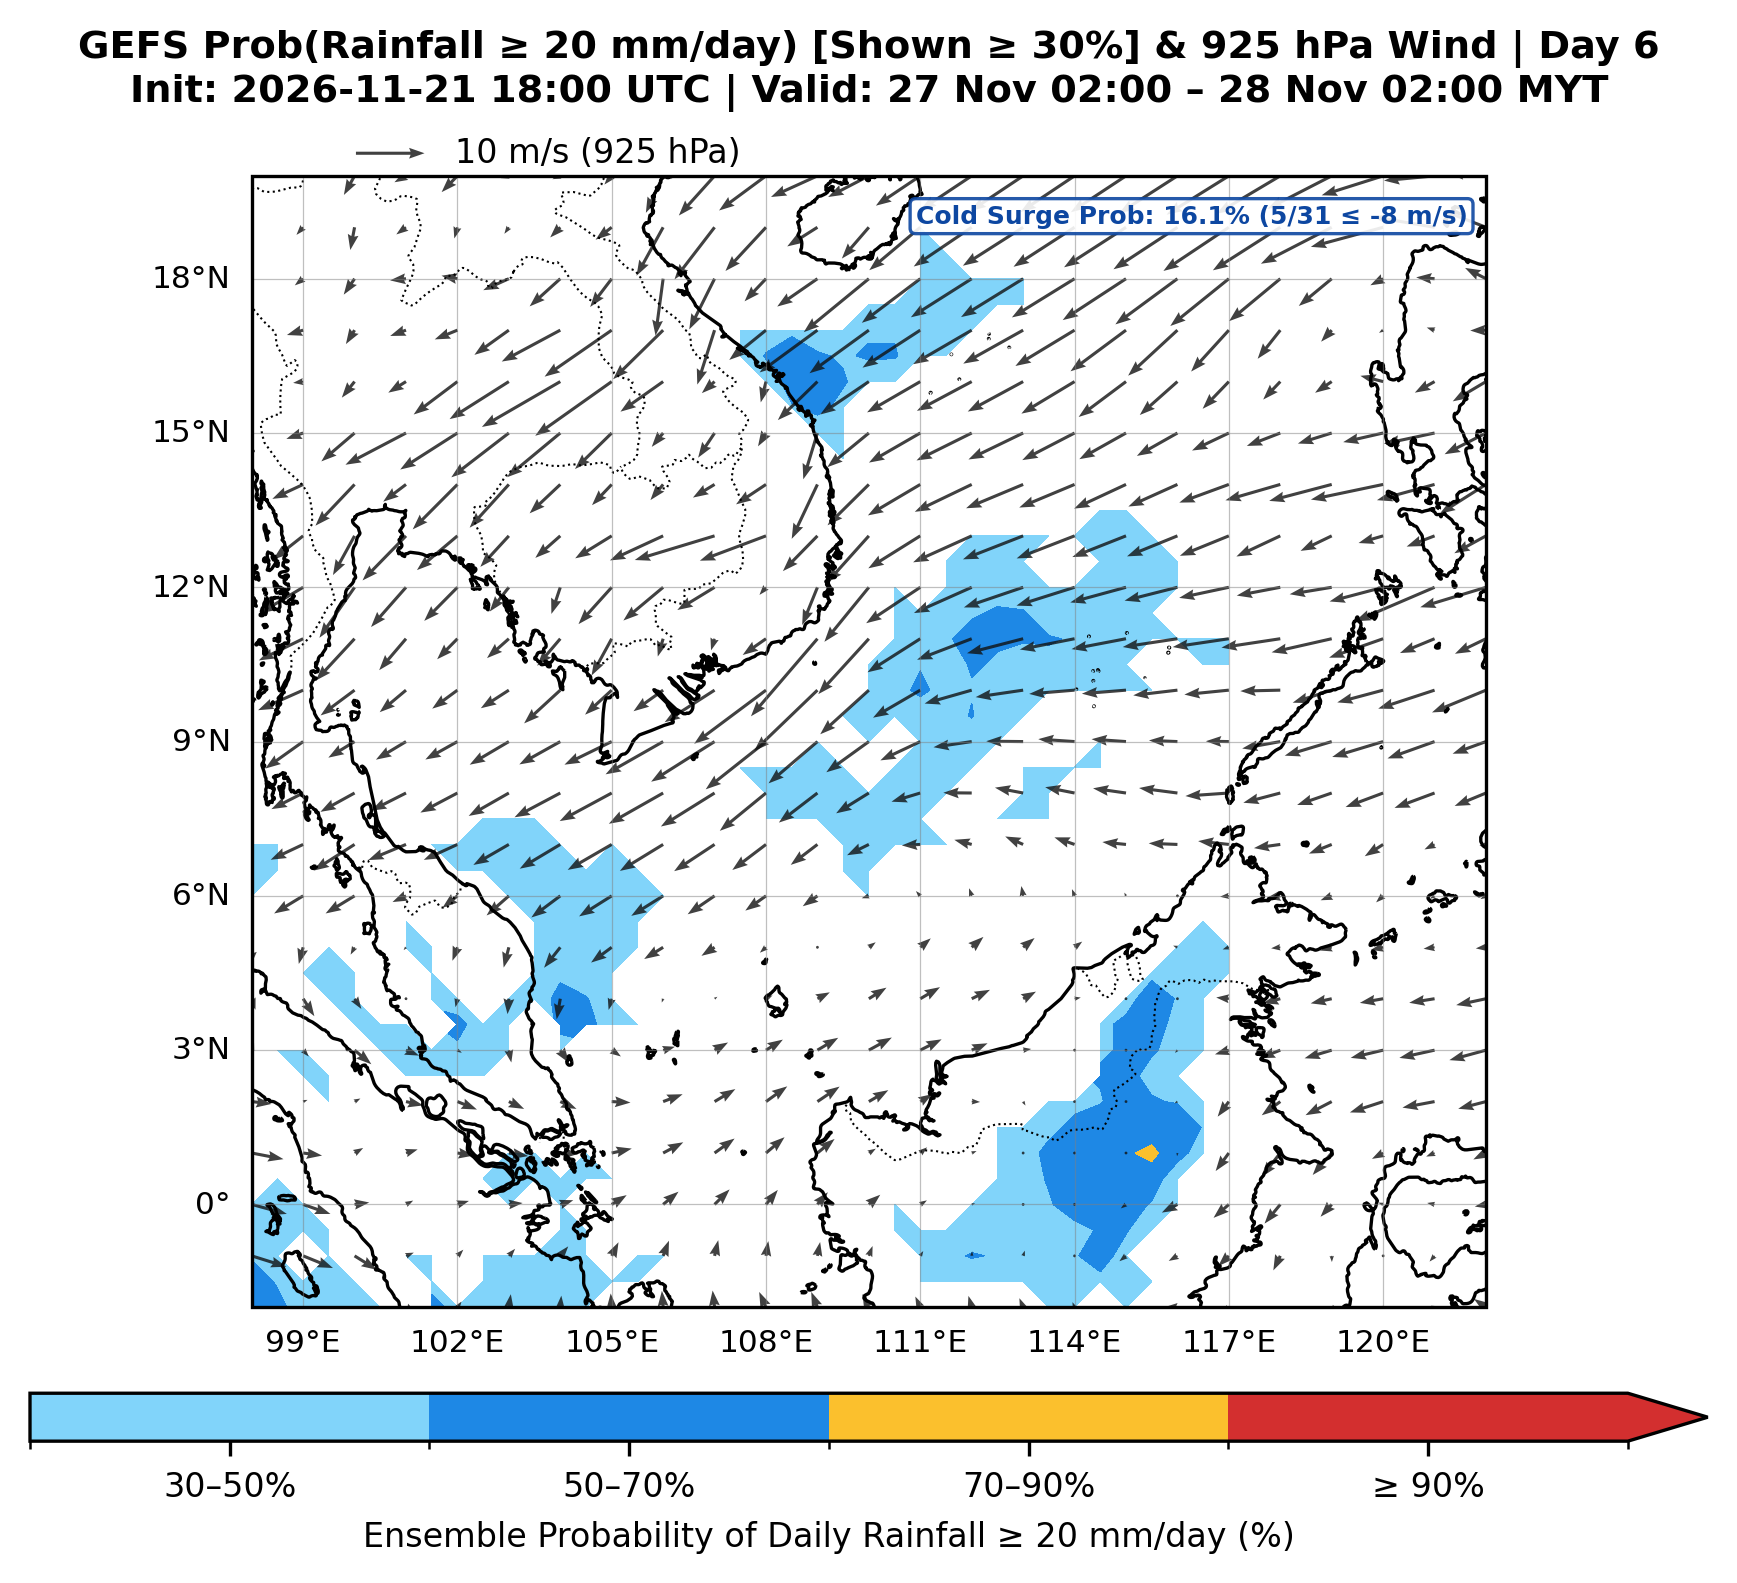 GEFS Prob(Rainfall ≥ 20 mm/day) [Shown ≥ 30%] & 925 hPa Wind | Day 6
Init: 2026-11-21 18:00 UTC | Valid: 27 Nov 02:00 – 28 Nov 02:00 MYT
10 m/s (925 hPa)
Cold Surge Prob: 16.1% (5/31 ≤ -8 m/s)
18°N
15°N
12°N
9°N
6°N
3°N
0°
99°E 102°E 105°E 108°E 111°E 114°E 117°E 120°E
30–50% 50–70% 70–90% ≥ 90%
Ensemble Probability of Daily Rainfall ≥ 20 mm/day (%)